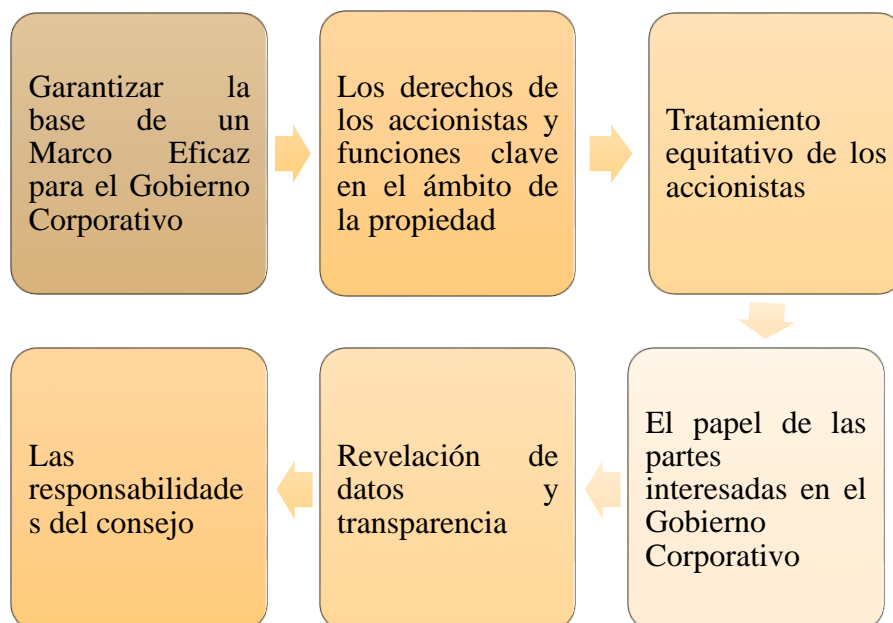 Garantizar la
base de un
Marco Eficaz
para el Gobierno
Corporativo
Los derechos de
los accionistas y
funciones clave
en el ámbito de
la propiedad
Tratamiento
equitativo de los
accionistas
El papel de las
partes
interesadas en el
Gobierno
Corporativo
Revelación de
datos y
transparencia
Las
responsabilidade
s del consejo